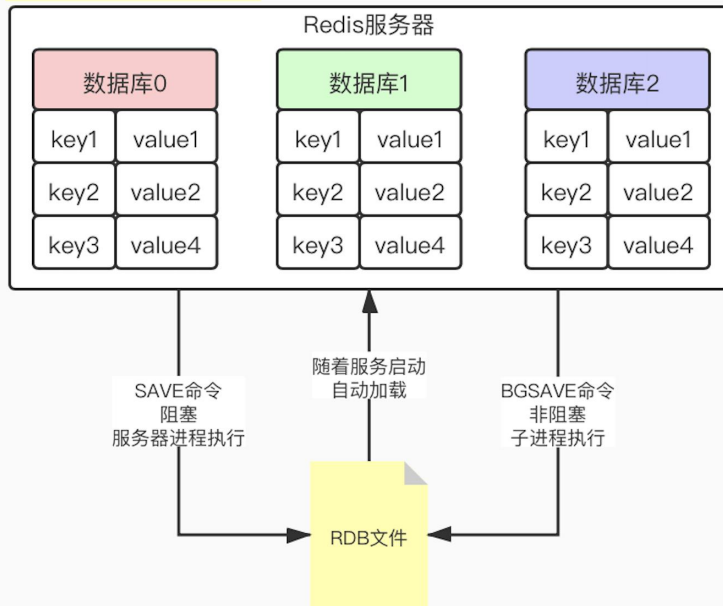 Redis服务器
数据库0
数据库1
数据库2
key1 value1
key1 value1
key1 value1
key2 value2
key2 value2
key2 value2
key3 value4
key3 value4
key3 value4
SAVE命令
阻塞
服务器进程执行
随着服务启动
自动加载
BGSAVE命令
非阻塞
子进程执行
RDB文件